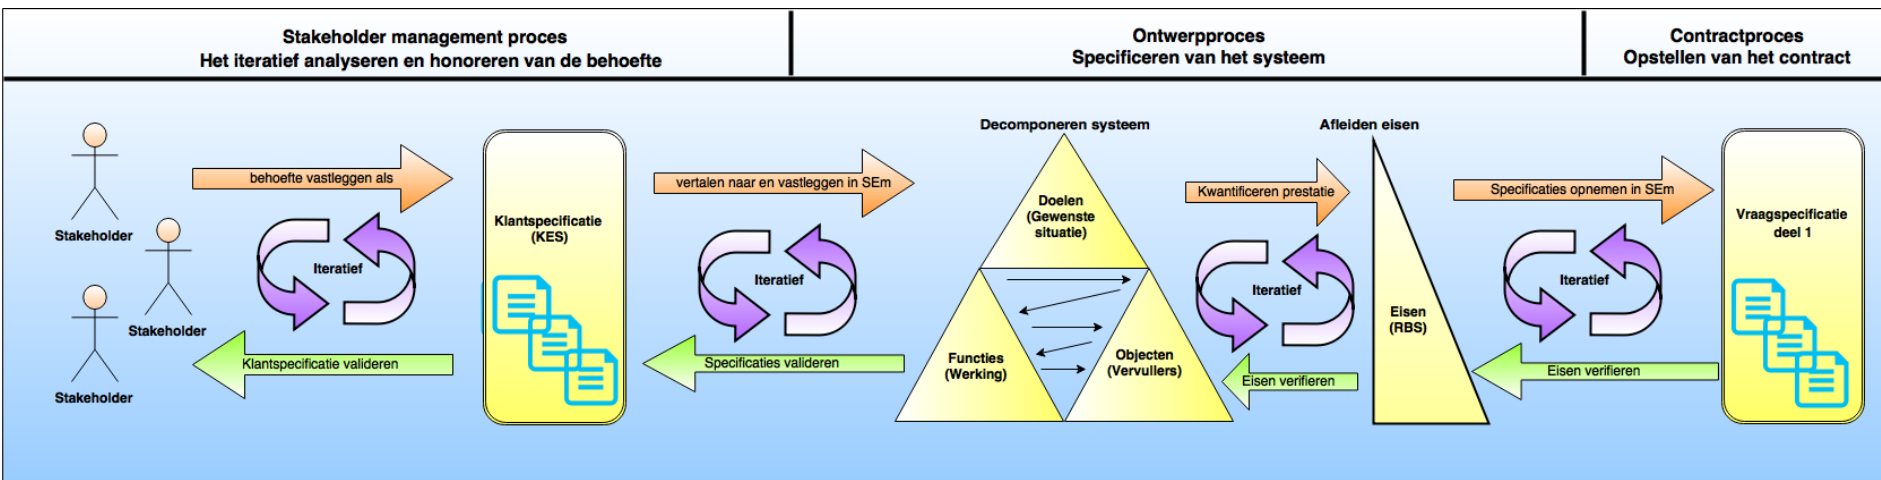 Stakeholder management proces
Het iteratief analyseren en honoreren van de behoefte
Ontwerpproces
Specificeren van het systeem
Contractproces
Opstellen van het contract
Stakeholder
Stakeholder
Stakeholder
behoefte vastleggen als
Iteratief
Klantspecificatie valideren
Klantspecificatie
(KES)
vertalen naar en vastleggen in SEm
Iteratief
Specificaties valideren
Decomponeren systeem
Doelen
(Gewenste
situatie)
Functies
(Werking)
Objecten
(Vervullers)
Kwantificeren prestatie
Iteratief
Eisen verifieren
Afleiden eisen
Eisen
(RBS)
Specificaties opnemen in SEm
Iteratief
Eisen verifieren
Vraagspecificatie
deel 1